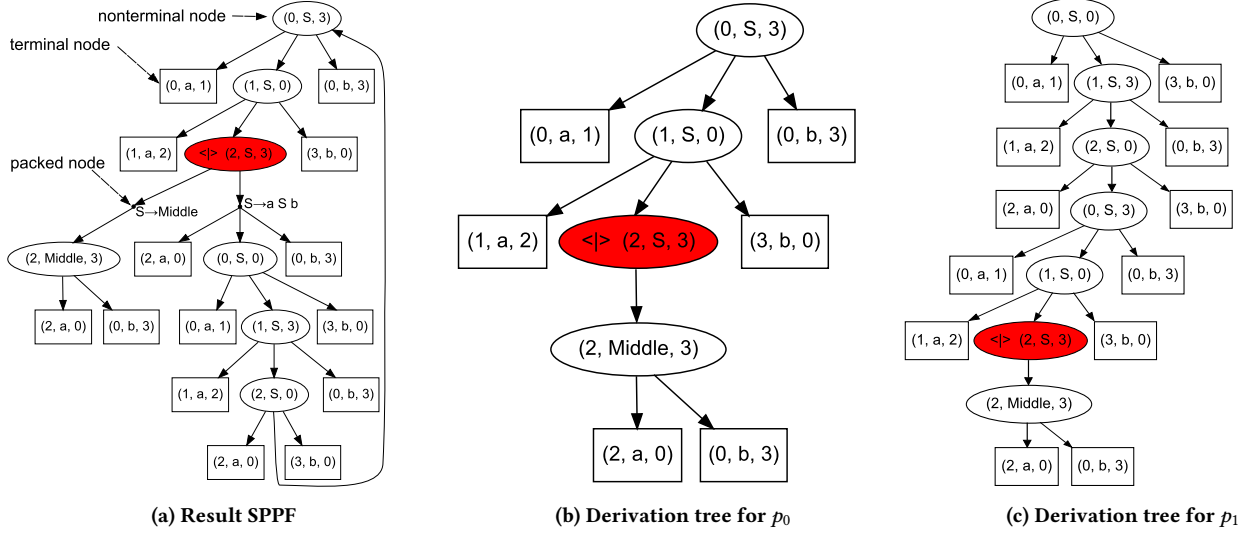 nonterminal node
(0, S, 3)
terminal node
(0, a, 1)
(1, S, 0)
(0, b, 3)
(1, a, 2)
<|> (2, S, 3)
(3, b, 0)
packed node
S→Middle
S→a S b
(2, Middle, 3)
(2, a, 0)
(0, S, 0)
(0, b, 3)
(2, a, 0)
(0, b, 3)
(0, a, 1)
(1, S, 3)
(3, b, 0)
(1, a, 2)
(2, S, 0)
(0, b, 3)
(2, a, 0)
(3, b, 0)
(a) Result SPPF
(0, S, 3)
(0, a, 1)
(1, S, 0)
(0, b, 3)
(1, a, 2)
<|> (2, S, 3)
(3, b, 0)
(2, Middle, 3)
(2, a, 0)
(0, b, 3)
(b) Derivation tree for p₀
(0, S, 0)
(0, a, 1)
(1, S, 3)
(3, b, 0)
(1, a, 2)
(2, S, 0)
(0, b, 3)
(2, a, 0)
(0, S, 3)
(3, b, 0)
(0, a, 1)
(1, S, 0)
(0, b, 3)
(1, a, 2)
<|> (2, S, 3)
(3, b, 0)
(2, Middle, 3)
(2, a, 0)
(0, b, 3)
(c) Derivation tree for p₁